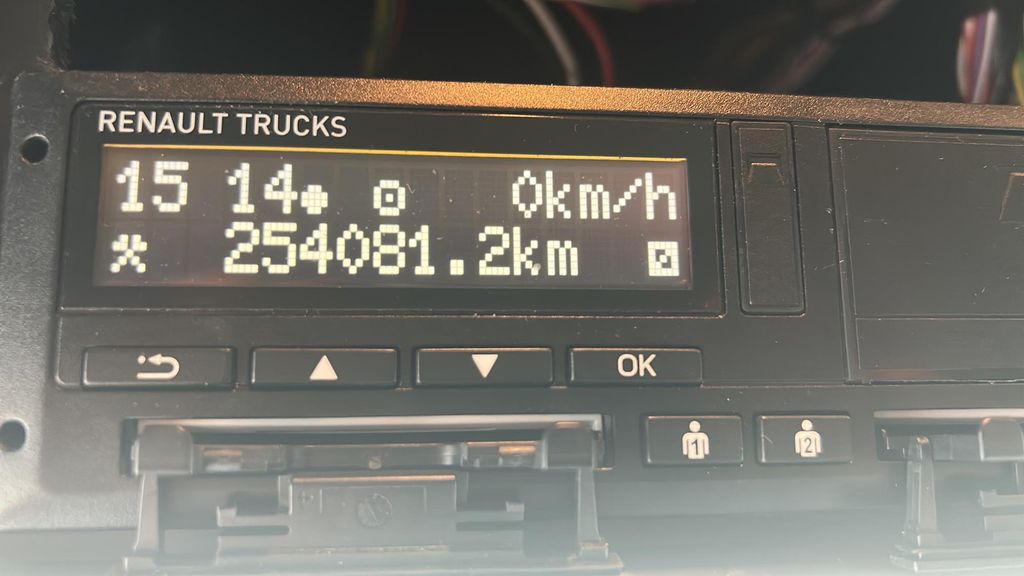 RENAULT TRUCKS
15 14 0km/h
254081.2km
OK
1 2